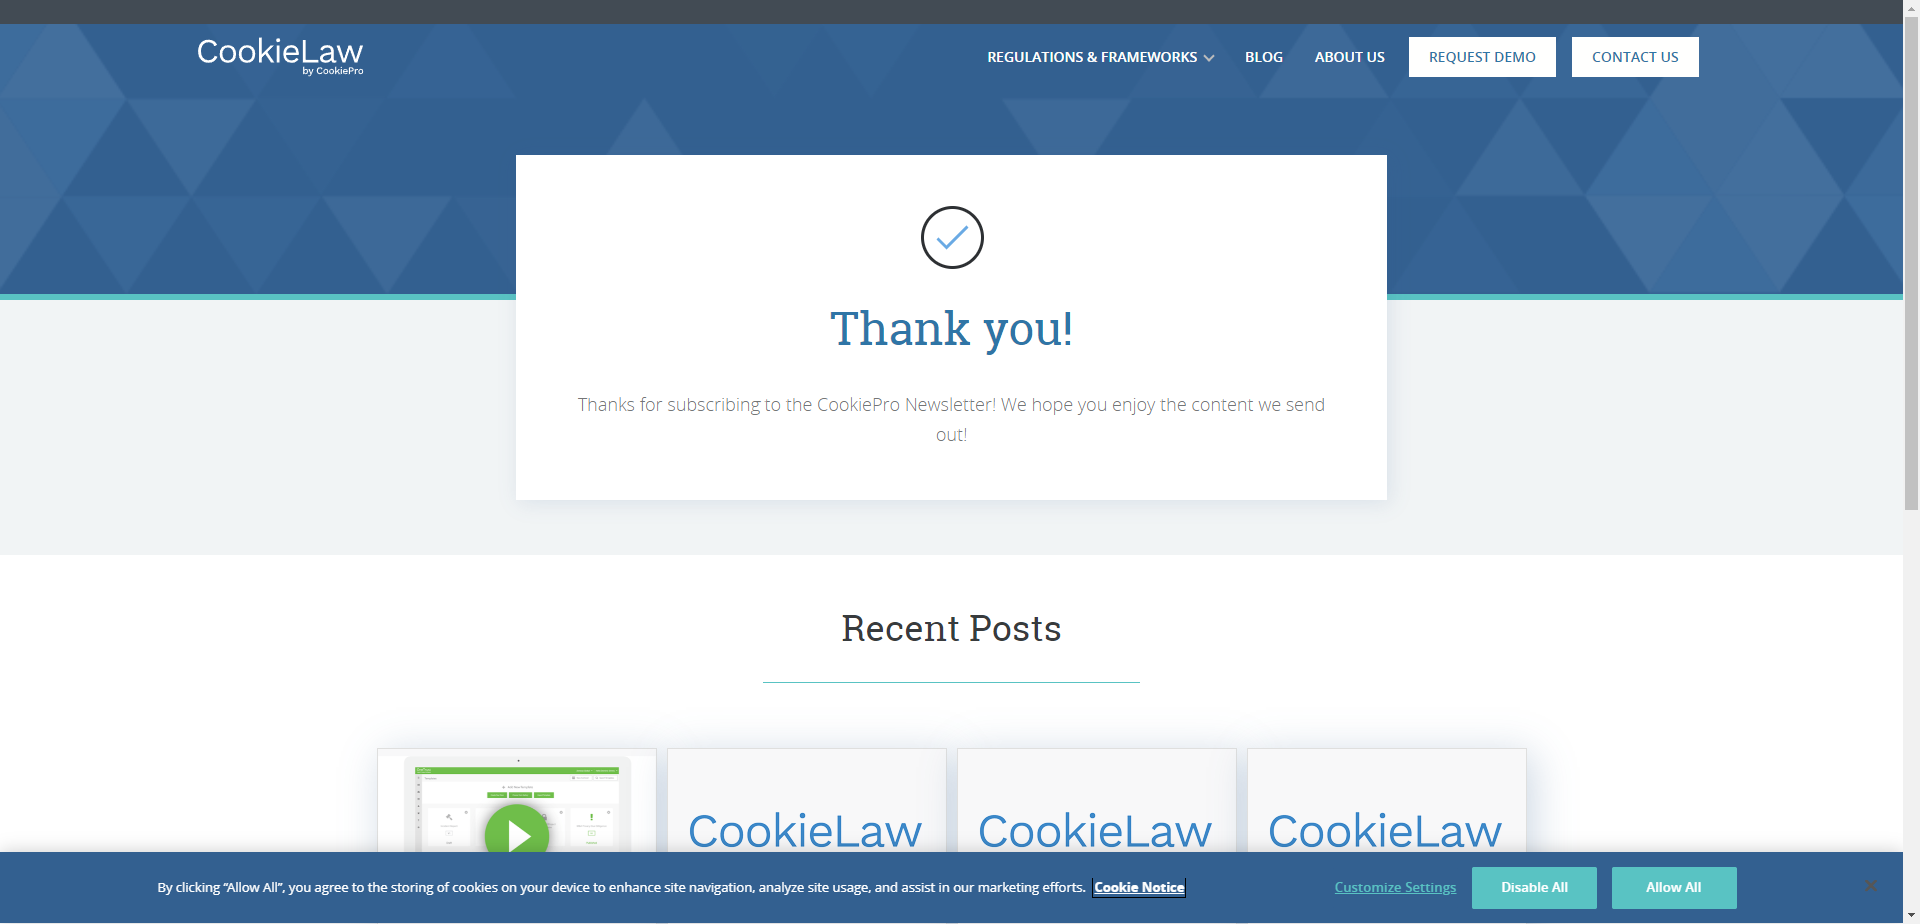 CookieLaw
by CookiePro
REGULATIONS & FRAMEWORKS
BLOG
ABOUT US
REQUEST DEMO
CONTACT US
Thank you!
Thanks for subscribing to the CookiePro Newsletter! We hope you enjoy the content we send
out!
Recent Posts
CookieLaw
CookieLaw
CookieLaw
By clicking “Allow All”, you agree to the storing of cookies on your device to enhance site navigation, analyze site usage, and assist in our marketing efforts. Cookie Notice
Customize Settings
Disable All
Allow All